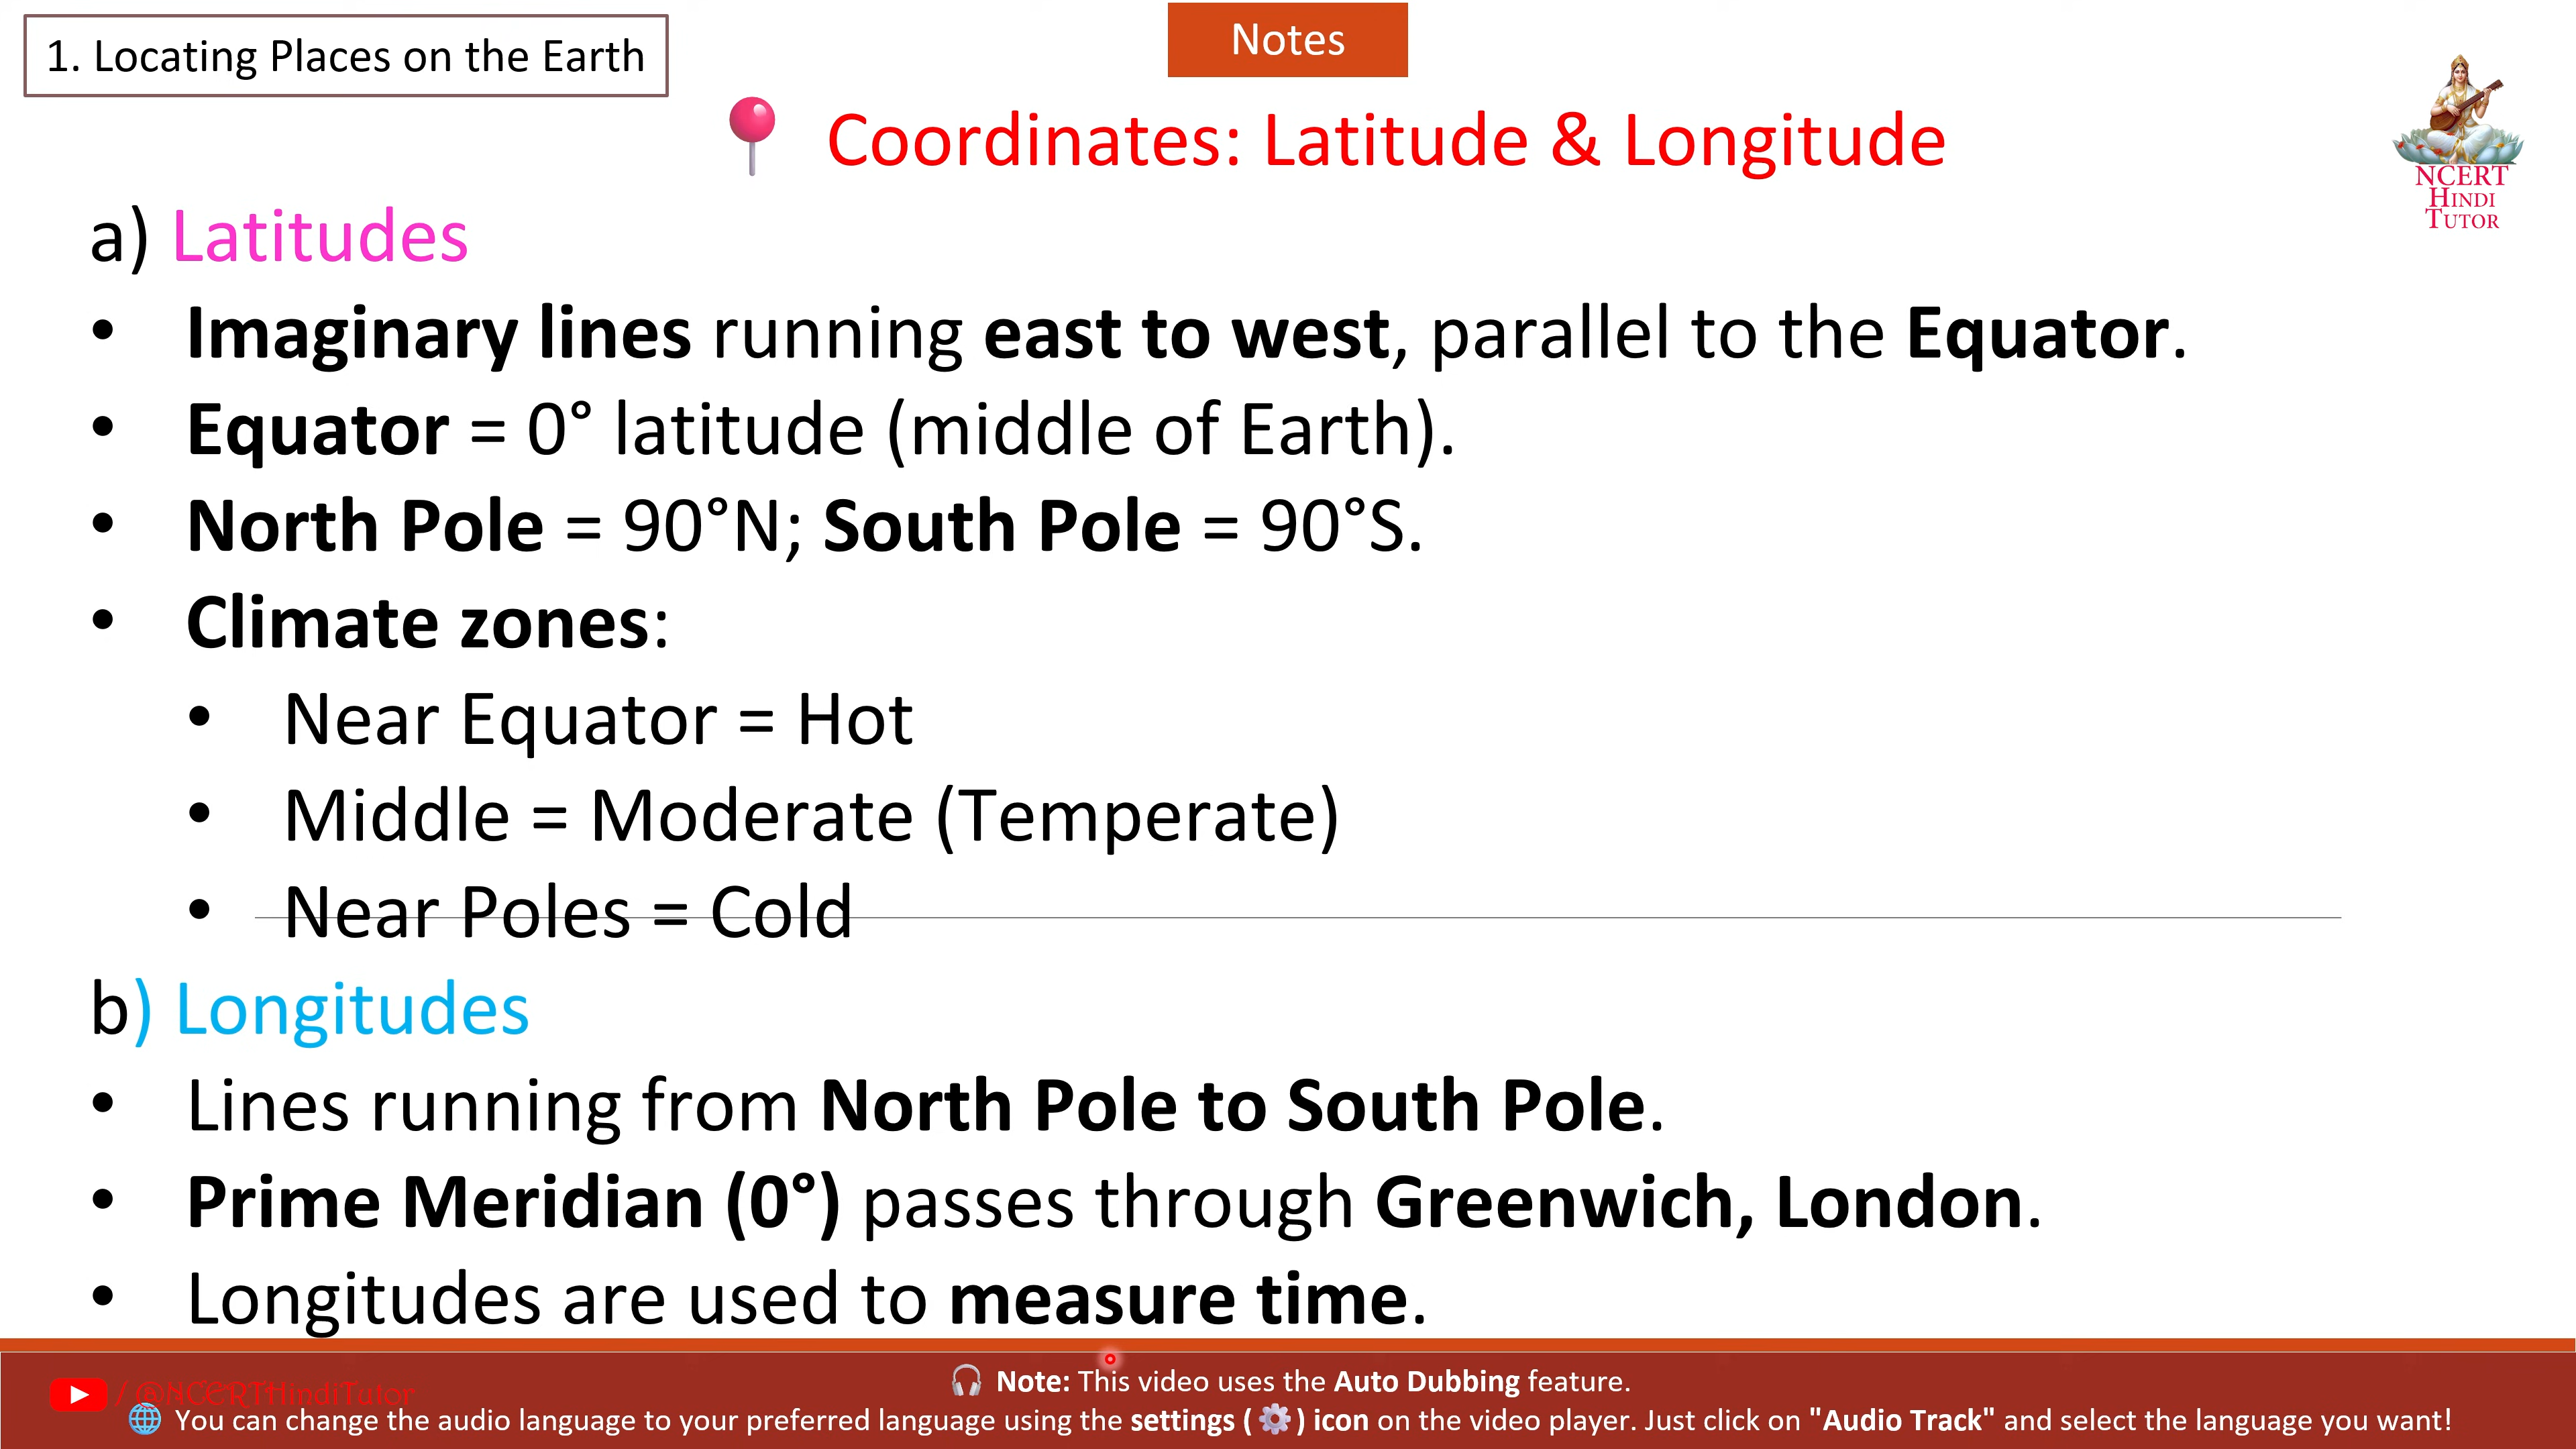 1. Locating Places on the Earth
Notes
Coordinates: Latitude & Longitude
NCERT
HINDI
TUTOR
a) Latitudes
• Imaginary lines running east to west, parallel to the Equator.
• Equator = 0° latitude (middle of Earth).
• North Pole = 90°N; South Pole = 90°S.
• Climate zones:
• Near Equator = Hot
• Middle = Moderate (Temperate)
• Near Poles = Cold
b) Longitudes
• Lines running from North Pole to South Pole.
• Prime Meridian (0°) passes through Greenwich, London.
• Longitudes are used to measure time.
/ @NCERTHindiTutor
Note: This video uses the Auto Dubbing feature.
You can change the audio language to your preferred language using the settings ( ⚙ ) icon on the video player. Just click on "Audio Track" and select the language you want!